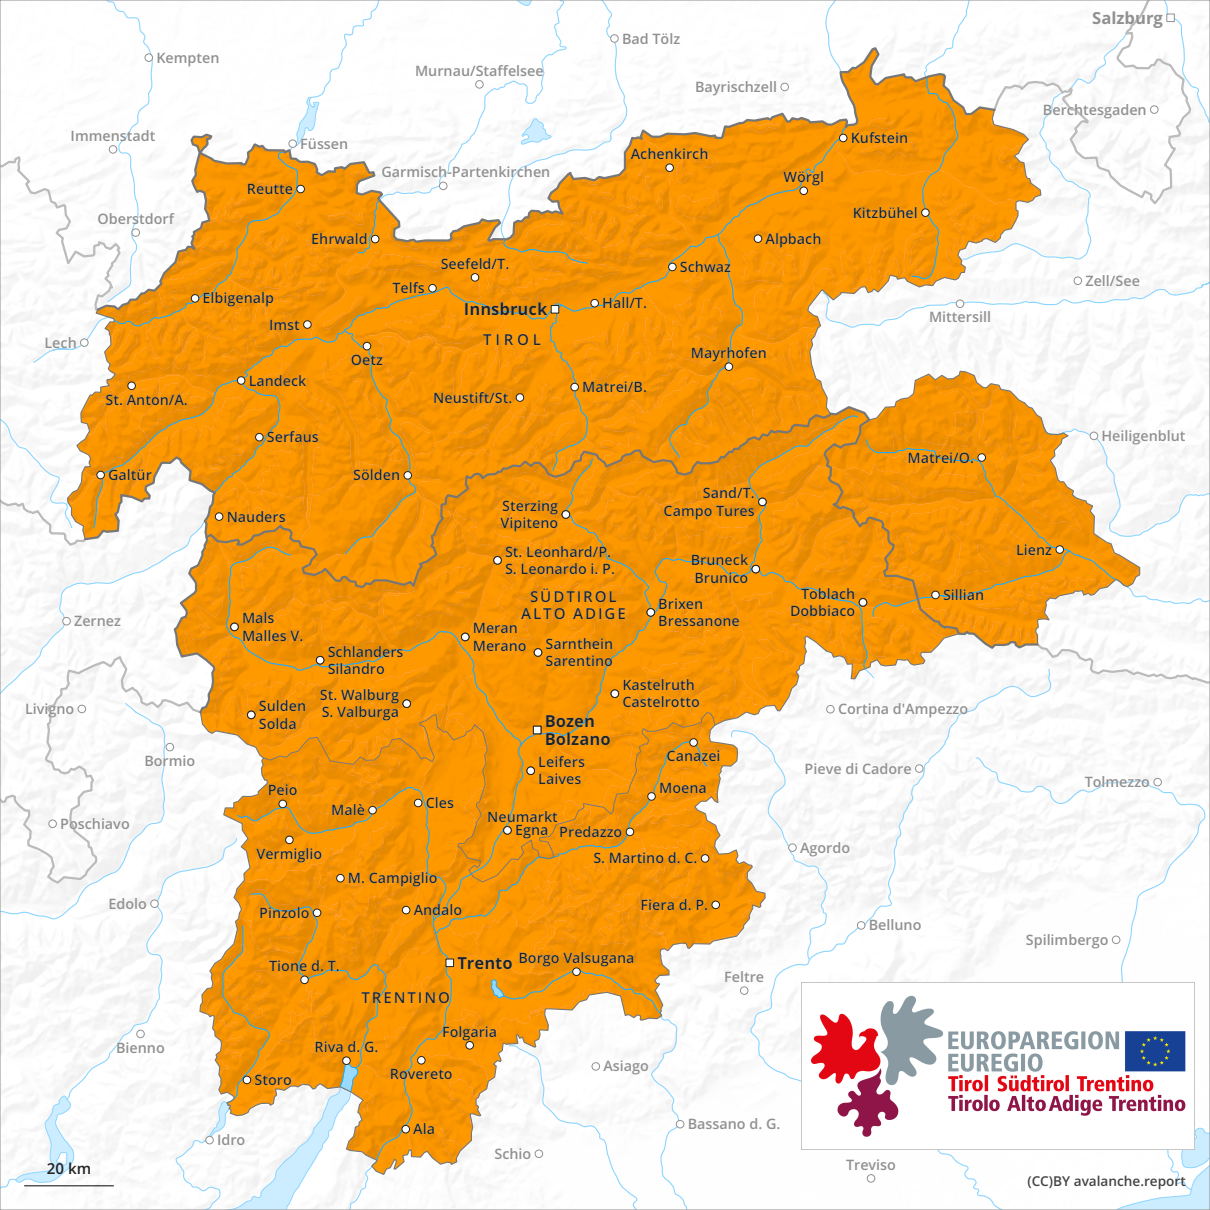 Salzburg
Bad Tölz
Kempten
Murnau/Staffelsee
Bayrischzell
Berchtesgaden
Immenstadt
Füssen
Kufstein
Achenkirch
Garmisch-Partenkirchen
Wörgl
Reutte
Kitzbühel
Oberstdorf
Ehrwald
Alpbach
Seefeld/T.
Schwaz
Zell/See
Telfs
Elbigenalp
Hall/T.
Innsbruck
Mittersill
Imst
TIROL
Lech
Oetz
Mayrhofen
Landeck
Matrei/B.
St. Anton/A.
Neustift/St.
Serfaus
Heiligenblut
Matrei/O.
Galtür
Sölden
Sand/T.
Campo Tures
Sterzing
Vipiteno
Nauders
St. Leonhard/P.
S. Leonardo i. P.
Lienz
Bruneck
Brunico
SÜDTIROL
ALTO ADIGE
Toblach
Dobbiaco
Sillian
Brixen
Bressanone
Zernez
Mals
Malles V.
Meran
Merano
Sarnthein
Sarentino
Schlanders
Silandro
Kastelruth
Castelrotto
St. Walburg
S. Valburga
Livigno
Sulden
Solda
Cortina d'Ampezzo
Bozen
Bolzano
Bormio
Canazei
Leifers
Laives
Pieve di Cadore
Tolmezzo
Peio
Moena
Malè
Cles
Neumarkt
Egna
Predazzo
Poschiavo
Vermiglio
S. Martino d. C.
Agordo
M. Campiglio
Edolo
Pinzolo
Andalo
Fiera d. P.
Belluno
Spilimbergo
Trento
Borgo Valsugana
Tione d. T.
Feltre
TRENTINO
Folgaria
Bienno
Riva d. G.
Rovereto
Asiago
Storo
Ala
Idro
Bassano d. G.
Schio
Treviso
EUROPAREGION
EUREGIO
Tirol Südtirol Trentino
Tirolo Alto Adige Trentino
20 km
(CC)BY avalanche.report